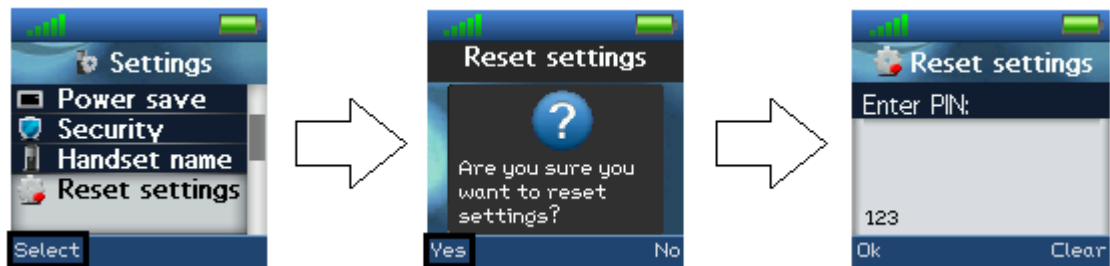 Settings
Power save
Security
Handset name
Reset settings
Select
Reset settings
?
Are you sure you
want to reset
settings?
Yes No
Reset settings
Enter PIN:
123
Ok Clear